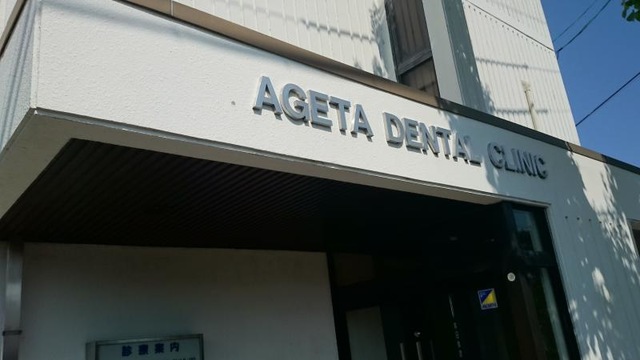 AGETA DENTAL CLINIC
診療案内